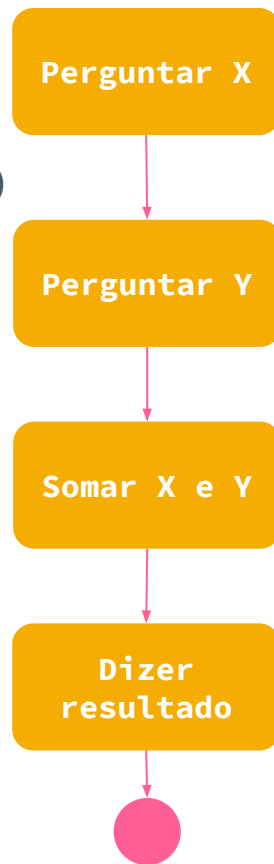 Perguntar X
Perguntar Y
Somar X e Y
Dizer
resultado